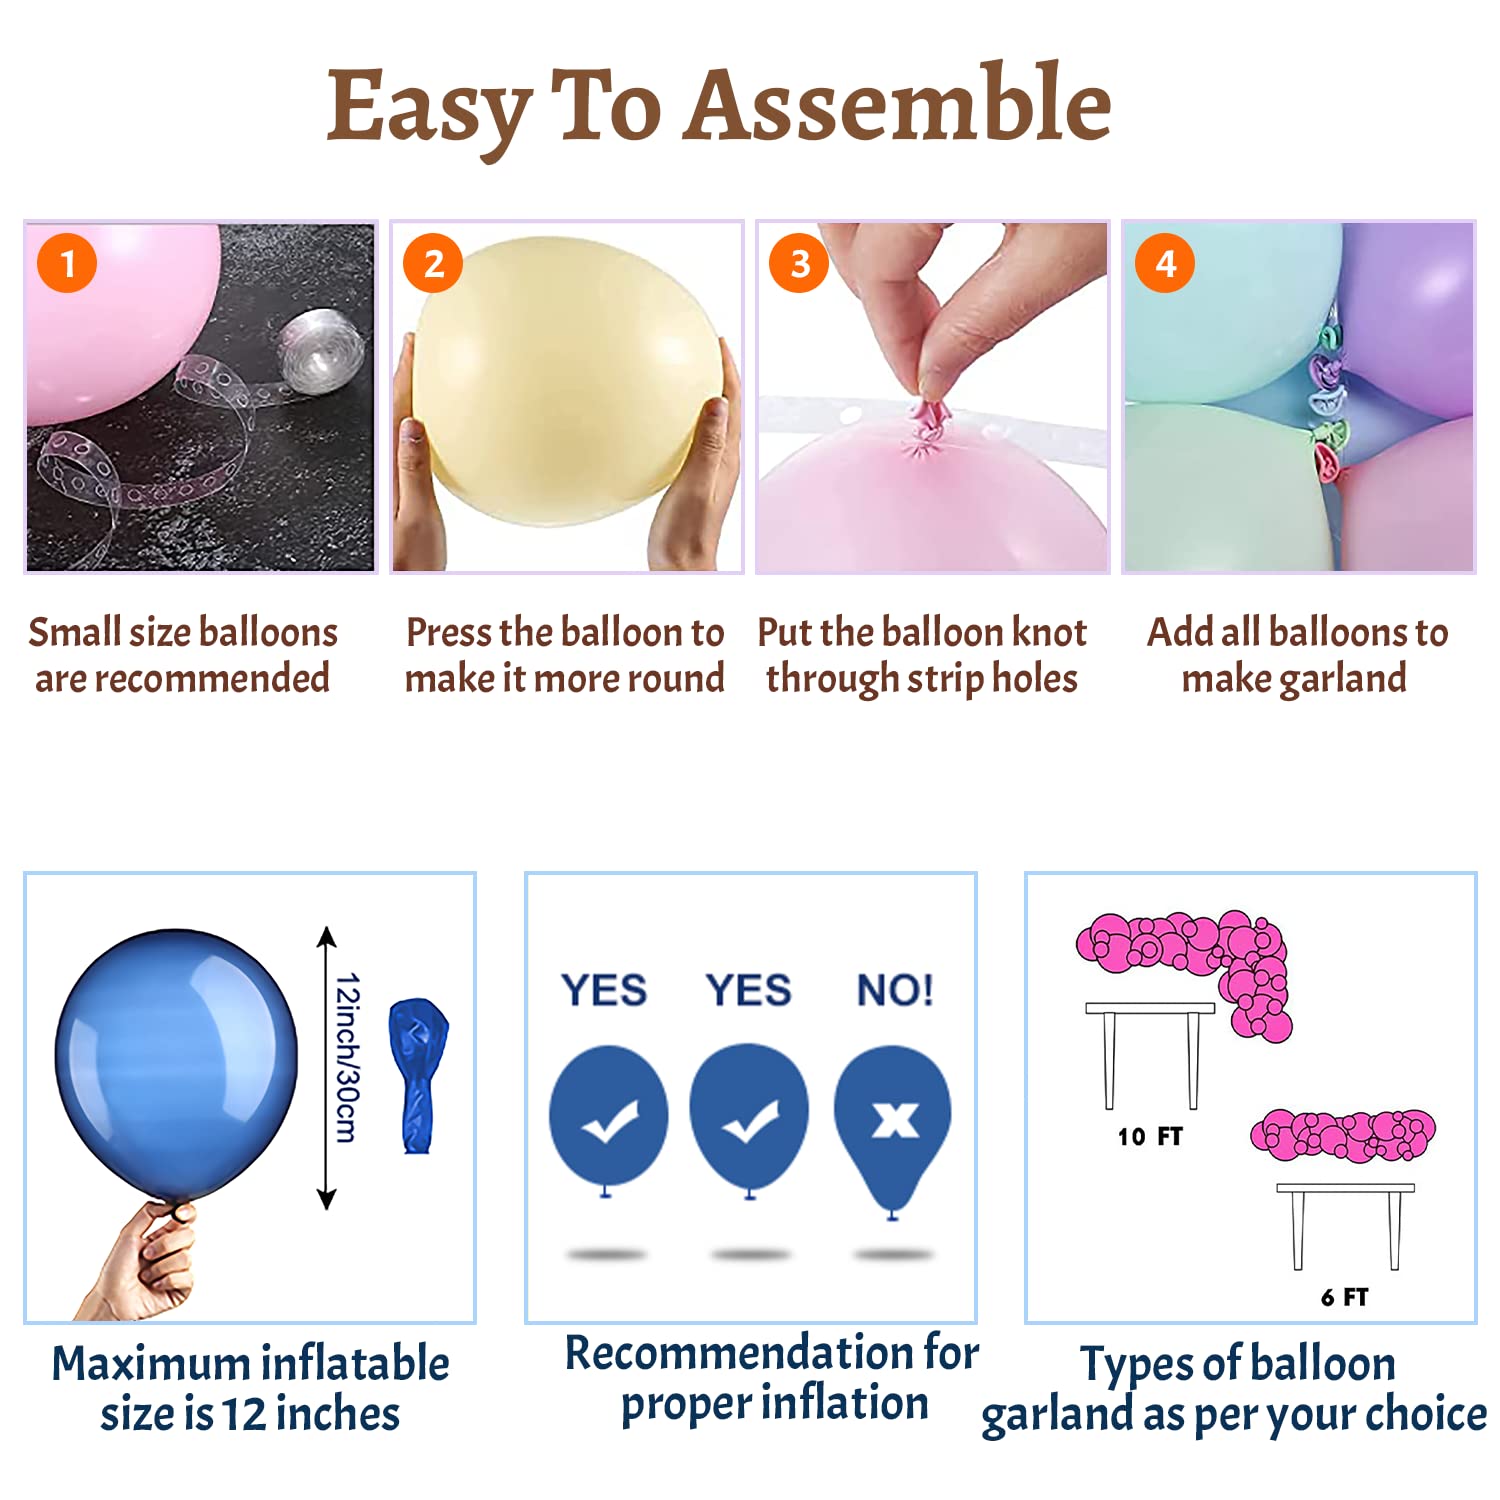 Easy To Assemble
1
2
3
4
Small size balloons
are recommended
Press the balloon to
make it more round
Put the balloon knot
through strip holes
Add all balloons to
make garland
12inch/30cm
YES
YES
NO!
10 FT
6 FT
Maximum inflatable
size is 12 inches
Recommendation for
proper inflation
Types of balloon
garland as per your choice